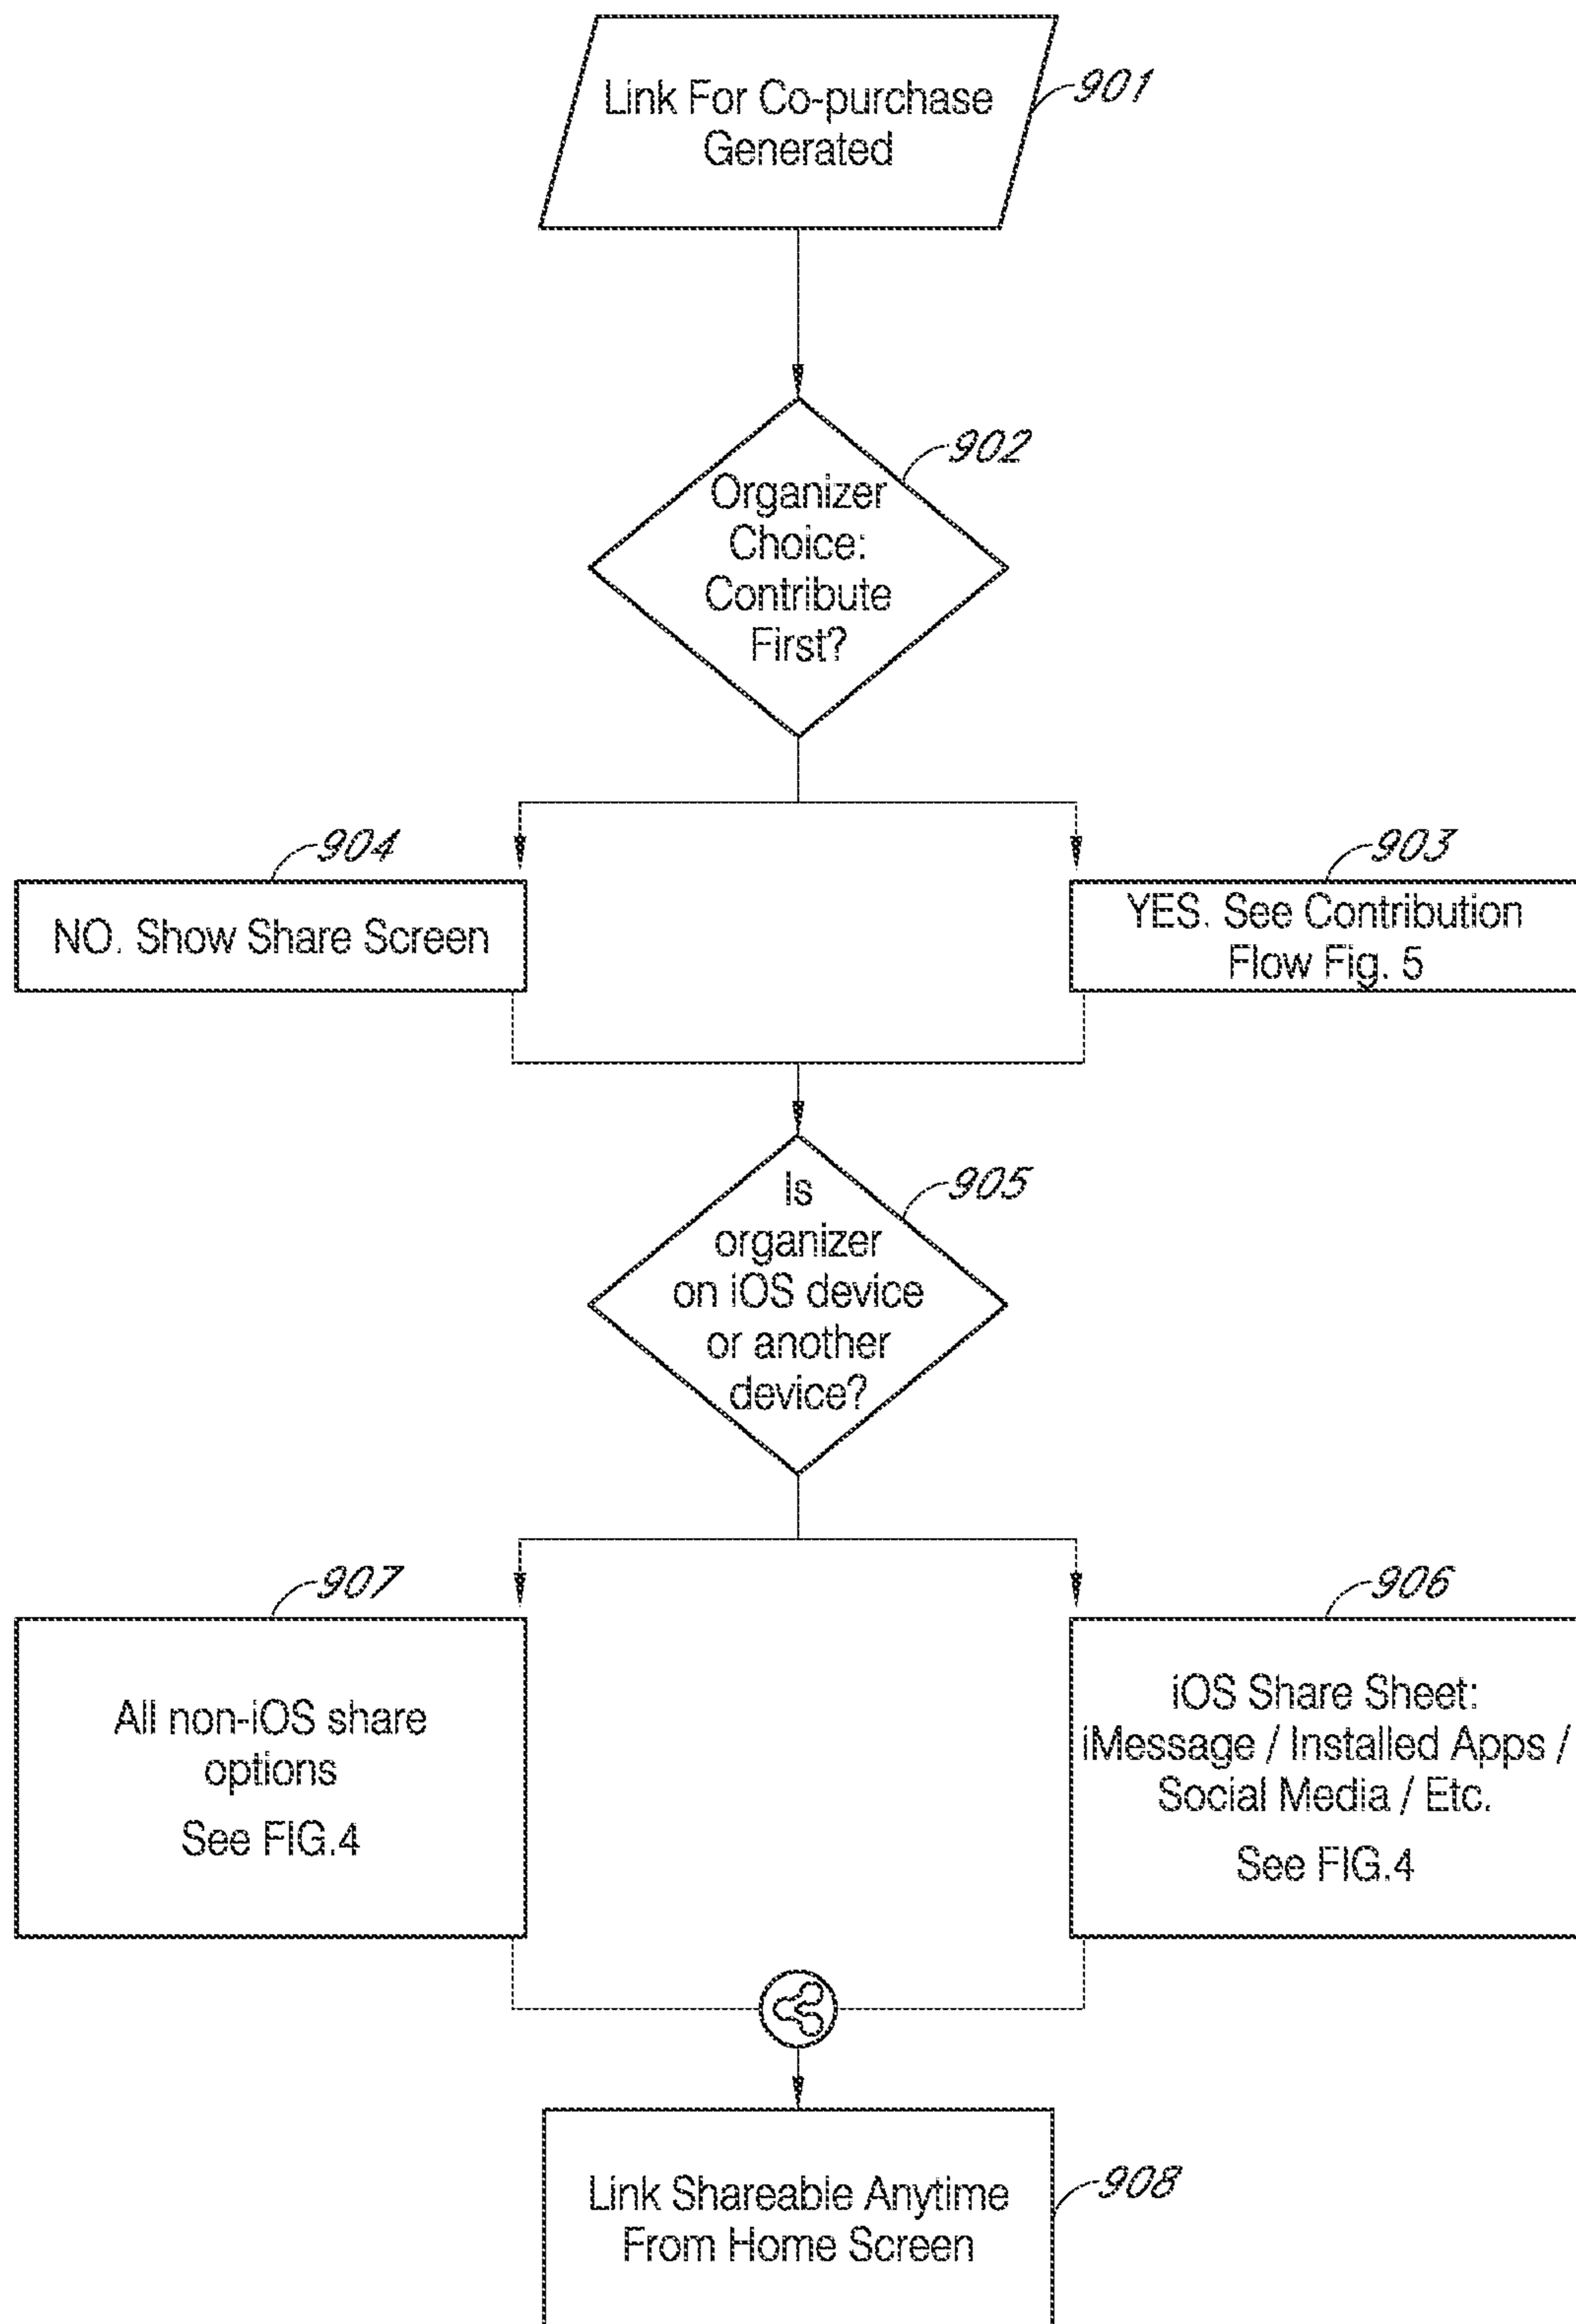 Link For Co-purchase
Generated
901
902
Organizer
Choice:
Contribute
First?
904
NO. Show Share Screen
903
YES. See Contribution
Flow Fig. 5
905
Is
organizer
on iOS device
or another
device?
907
All non-iOS share
options
See FIG.4
906
iOS Share Sheet:
iMessage / Installed Apps /
Social Media / Etc.
See FIG.4
Link Shareable Anytime
From Home Screen
908